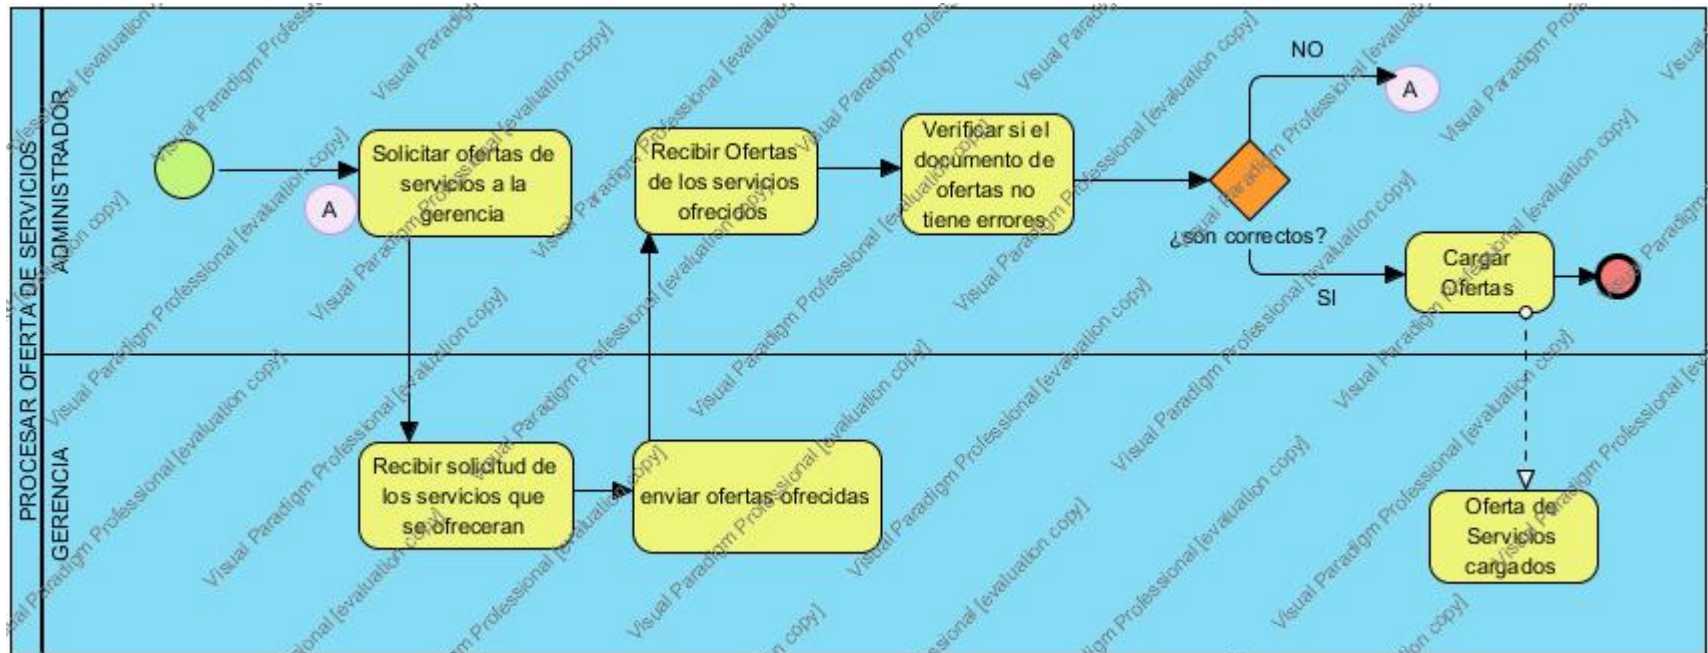 PROCESAR OFERTA DE SERVICIOS
ADMINISTRADOR
GERENCIA
A
Solicitar ofertas de
servicios a la
gerencia
Recibir Ofertas
de los servicios
ofrecidos
Verificar si el
documento de
ofertas no
tiene errores
NO
A
¿son correctos?
SI
Cargar
Ofertas
Recibir solicitud de
los servicios que
se ofreceran
enviar ofertas ofrecidas
Oferta de
Servicios
cargados
Visual Paradigm Professional [evaluation copy]